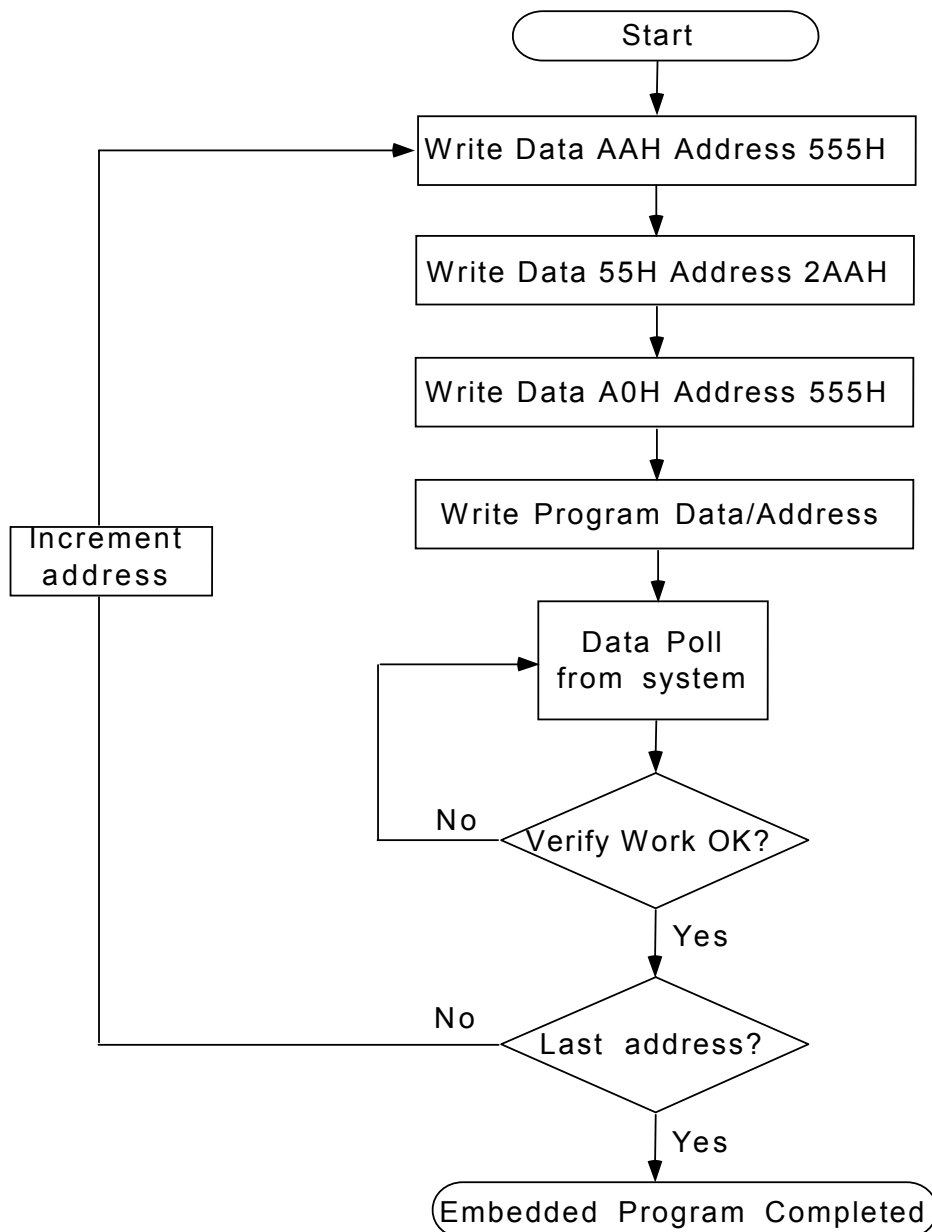 Start
Write Data AAH Address 555H
Write Data 55H Address 2AAH
Write Data A0H Address 555H
Write Program Data/Address
Increment
address
Data Poll
from system
No
Verify Work OK?
Yes
No
Last address?
Yes
Embedded Program Completed